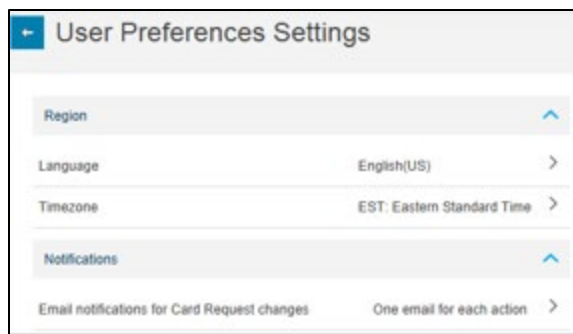 User Preferences Settings
Region
Language English(US)
Timezone EST: Eastern Standard Time
Notifications
Email notifications for Card Request changes One email for each action